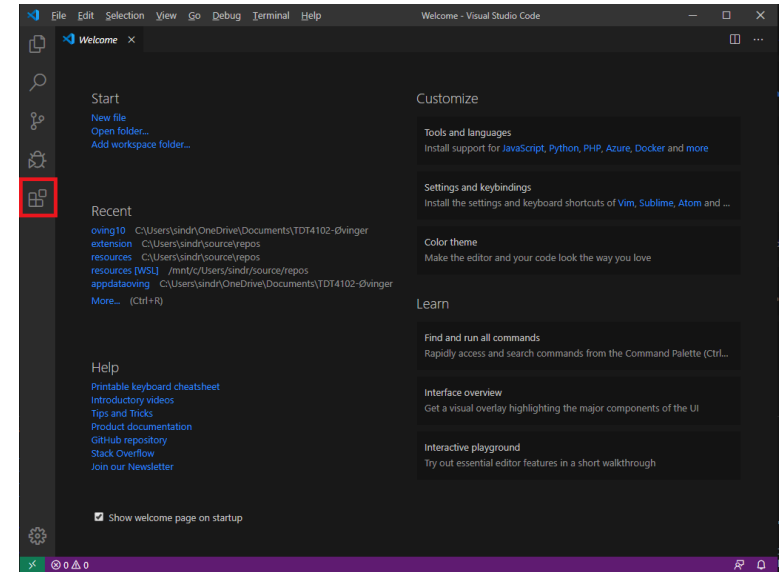 File Edit Selection View Go Debug Terminal Help Welcome - Visual Studio Code
Welcome
Start
New file
Open folder...
Add workspace folder...
Recent
oving10 C:\Users\sindr\OneDrive\Documents\TDT4102-Øvinger
extension C:\Users\sindr\source\repos
resources C:\Users\sindr\source\repos
resources [WSL] /mnt/c/Users/sindr/source/repos
appdataoving C:\Users\sindr\OneDrive\Documents\TDT4102-Øvinger
More... (Ctrl+R)
Help
Printable keyboard cheatsheet
Introductory videos
Tips and Tricks
Product documentation
GitHub repository
Stack Overflow
Join our Newsletter
Show welcome page on startup
Customize
Tools and languages
Install support for JavaScript, Python, PHP, Azure, Docker and more
Settings and keybindings
Install the settings and keyboard shortcuts of Vim, Sublime, Atom and ...
Color theme
Make the editor and your code look the way you love
Learn
Find and run all commands
Rapidly access and search commands from the Command Palette (Ctrl...
Interface overview
Get a visual overlay highlighting the major components of the UI
Interactive playground
Try out essential editor features in a short walkthrough
0 0